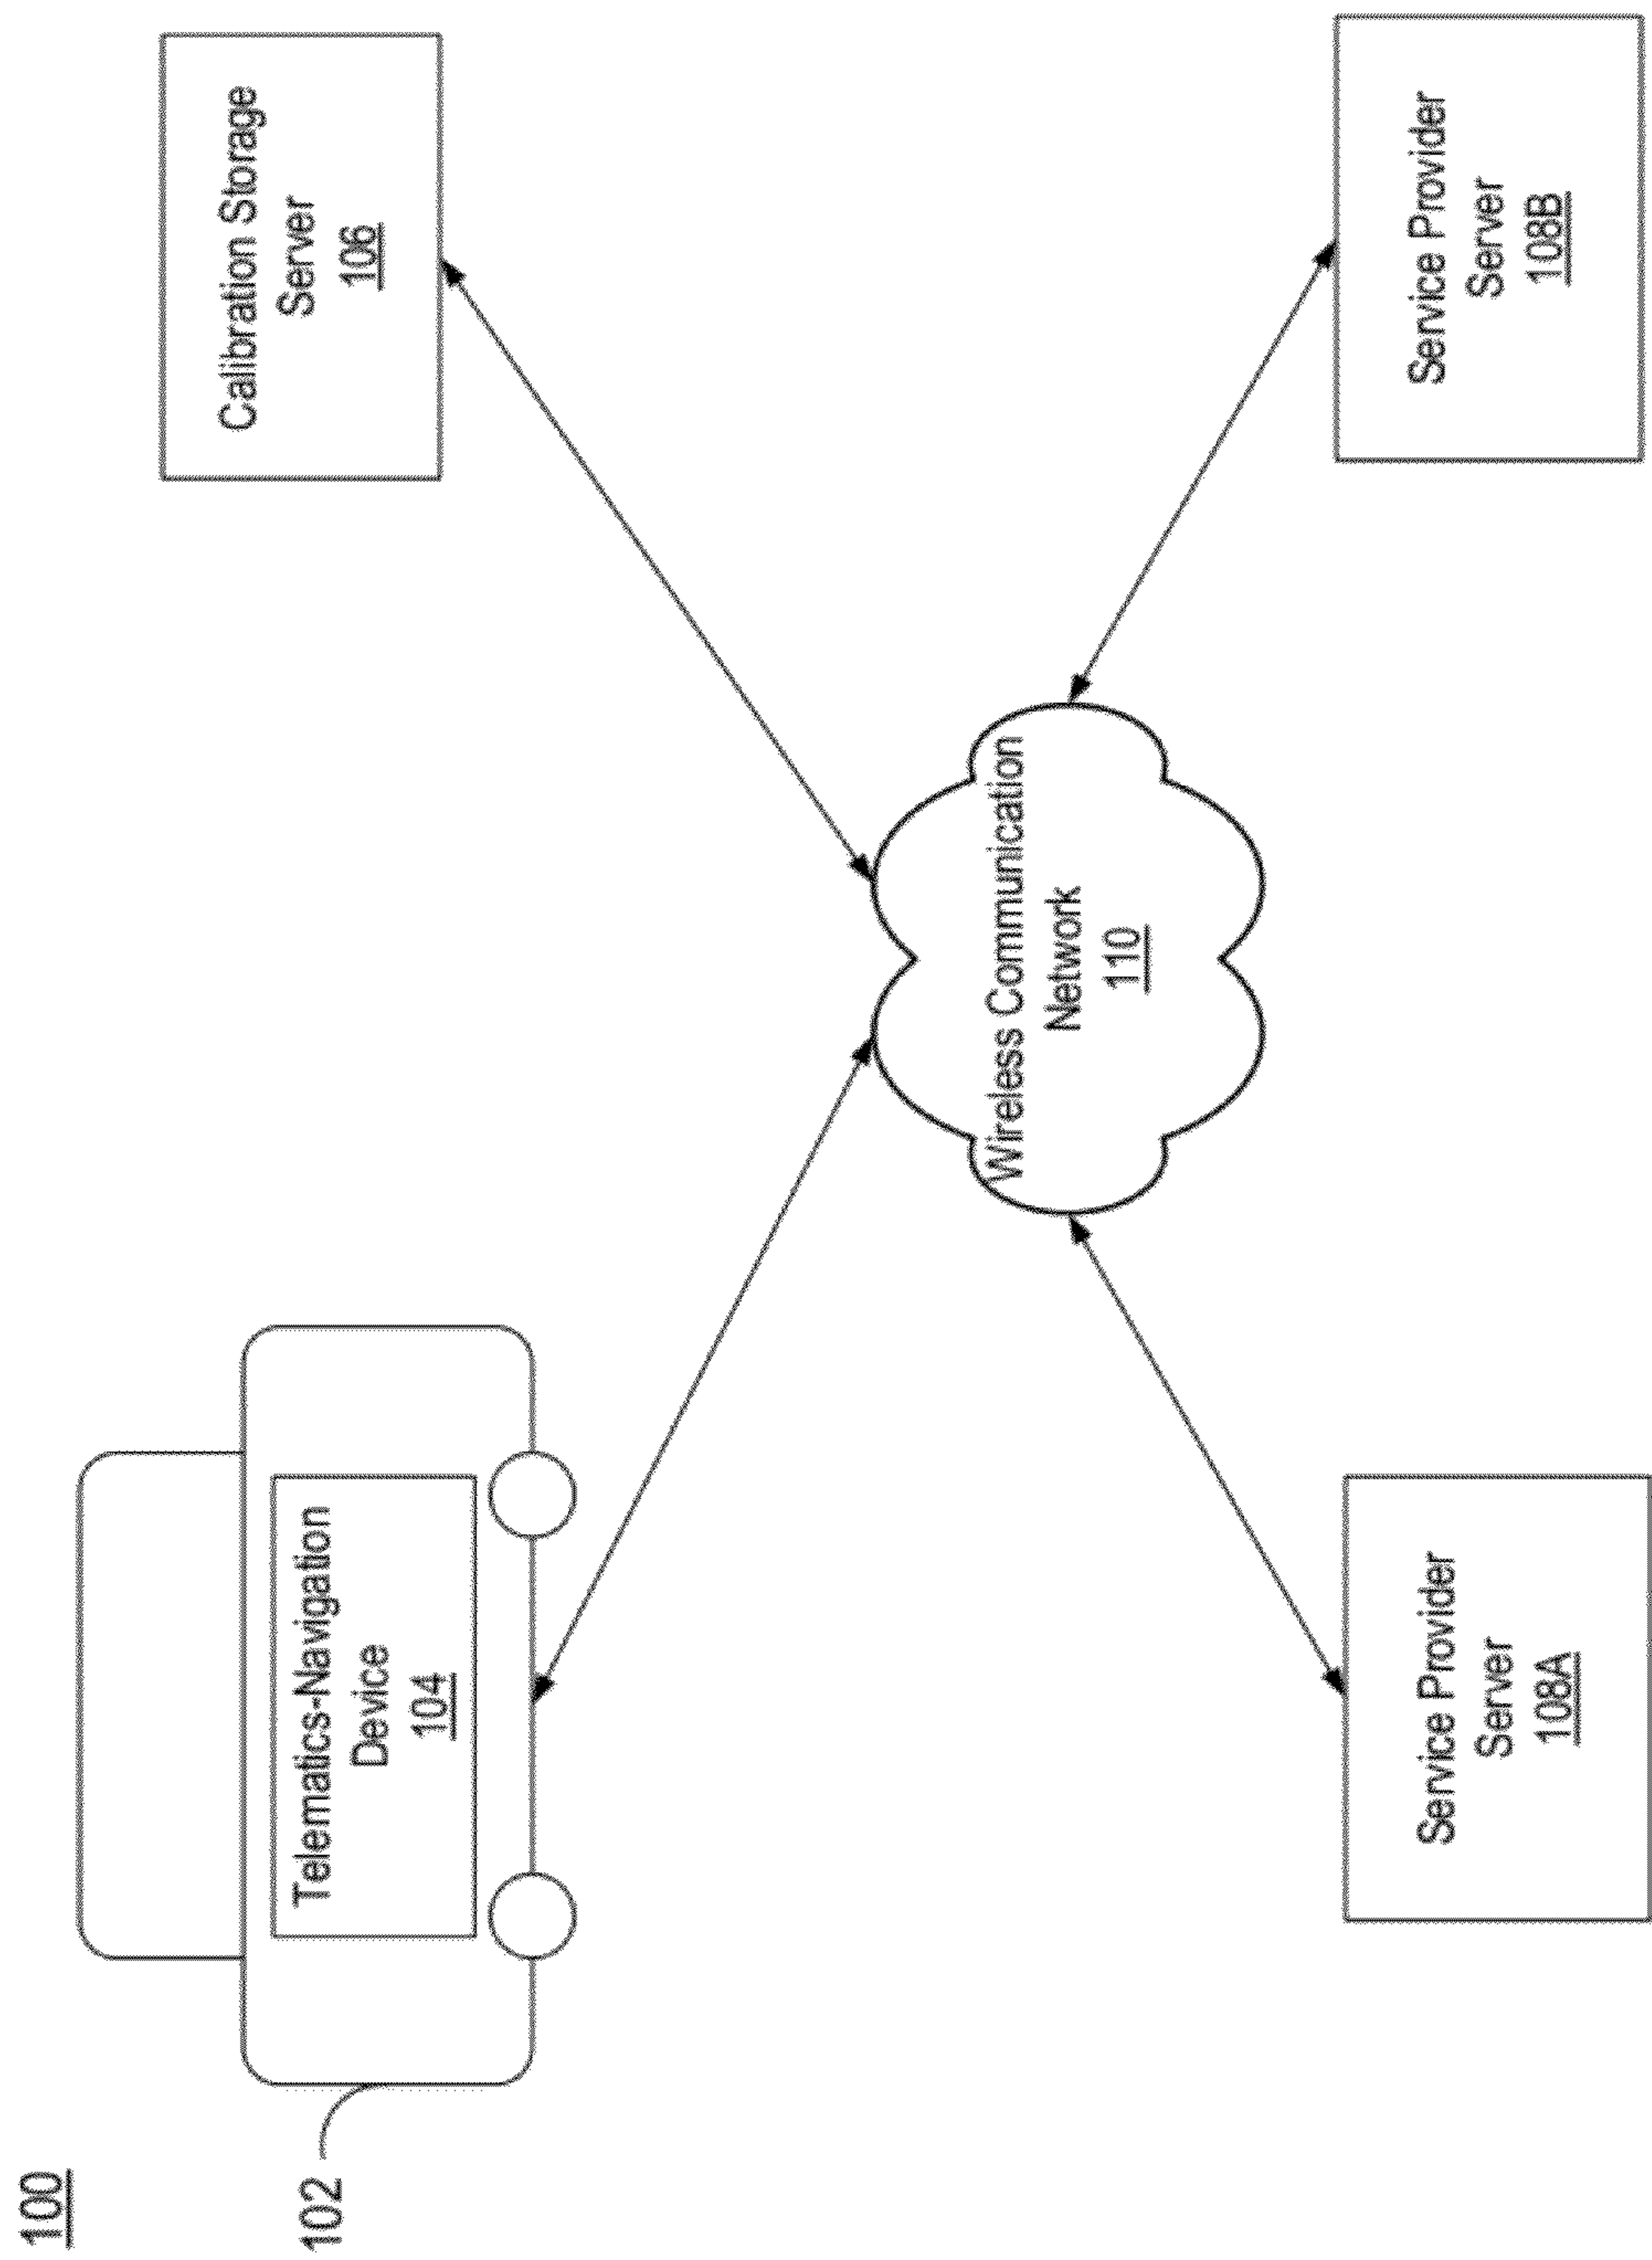 100
102
Telematics-Navigation
Device
104
Calibration Storage
Server
106
Wireless Communication
Network
110
Service Provider
Server
108A
Service Provider
Server
108B